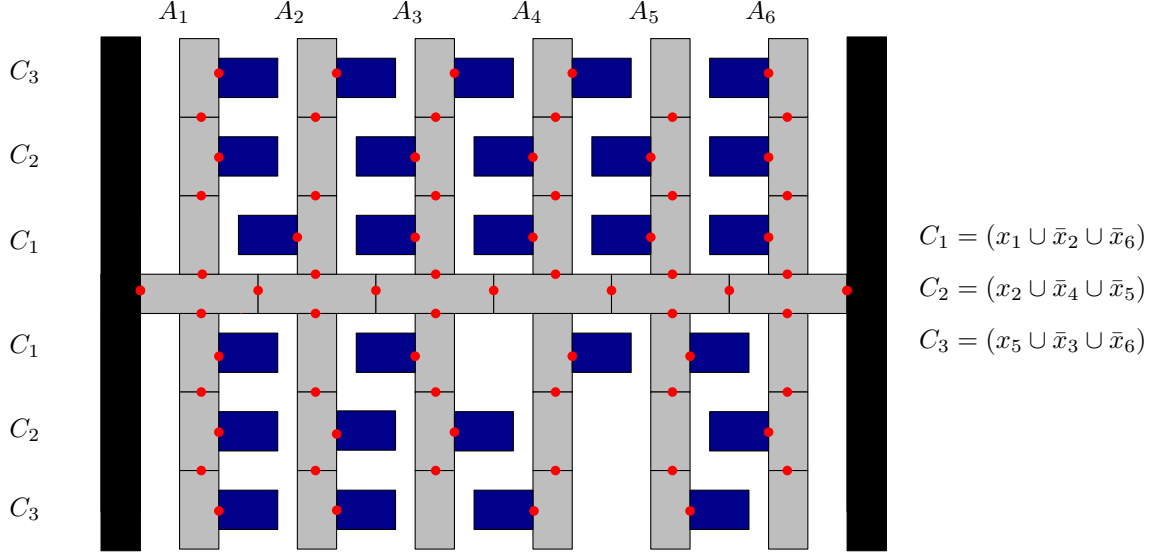 A₁ A₂ A₃ A₄ A₅ A₆
C₃
C₂
C₁
C₁
C₂
C₃
C₁ = (x₁ ∪ x̄₂ ∪ x̄₆)
C₂ = (x₂ ∪ x̄₄ ∪ x̄₅)
C₃ = (x₅ ∪ x̄₃ ∪ x̄₆)